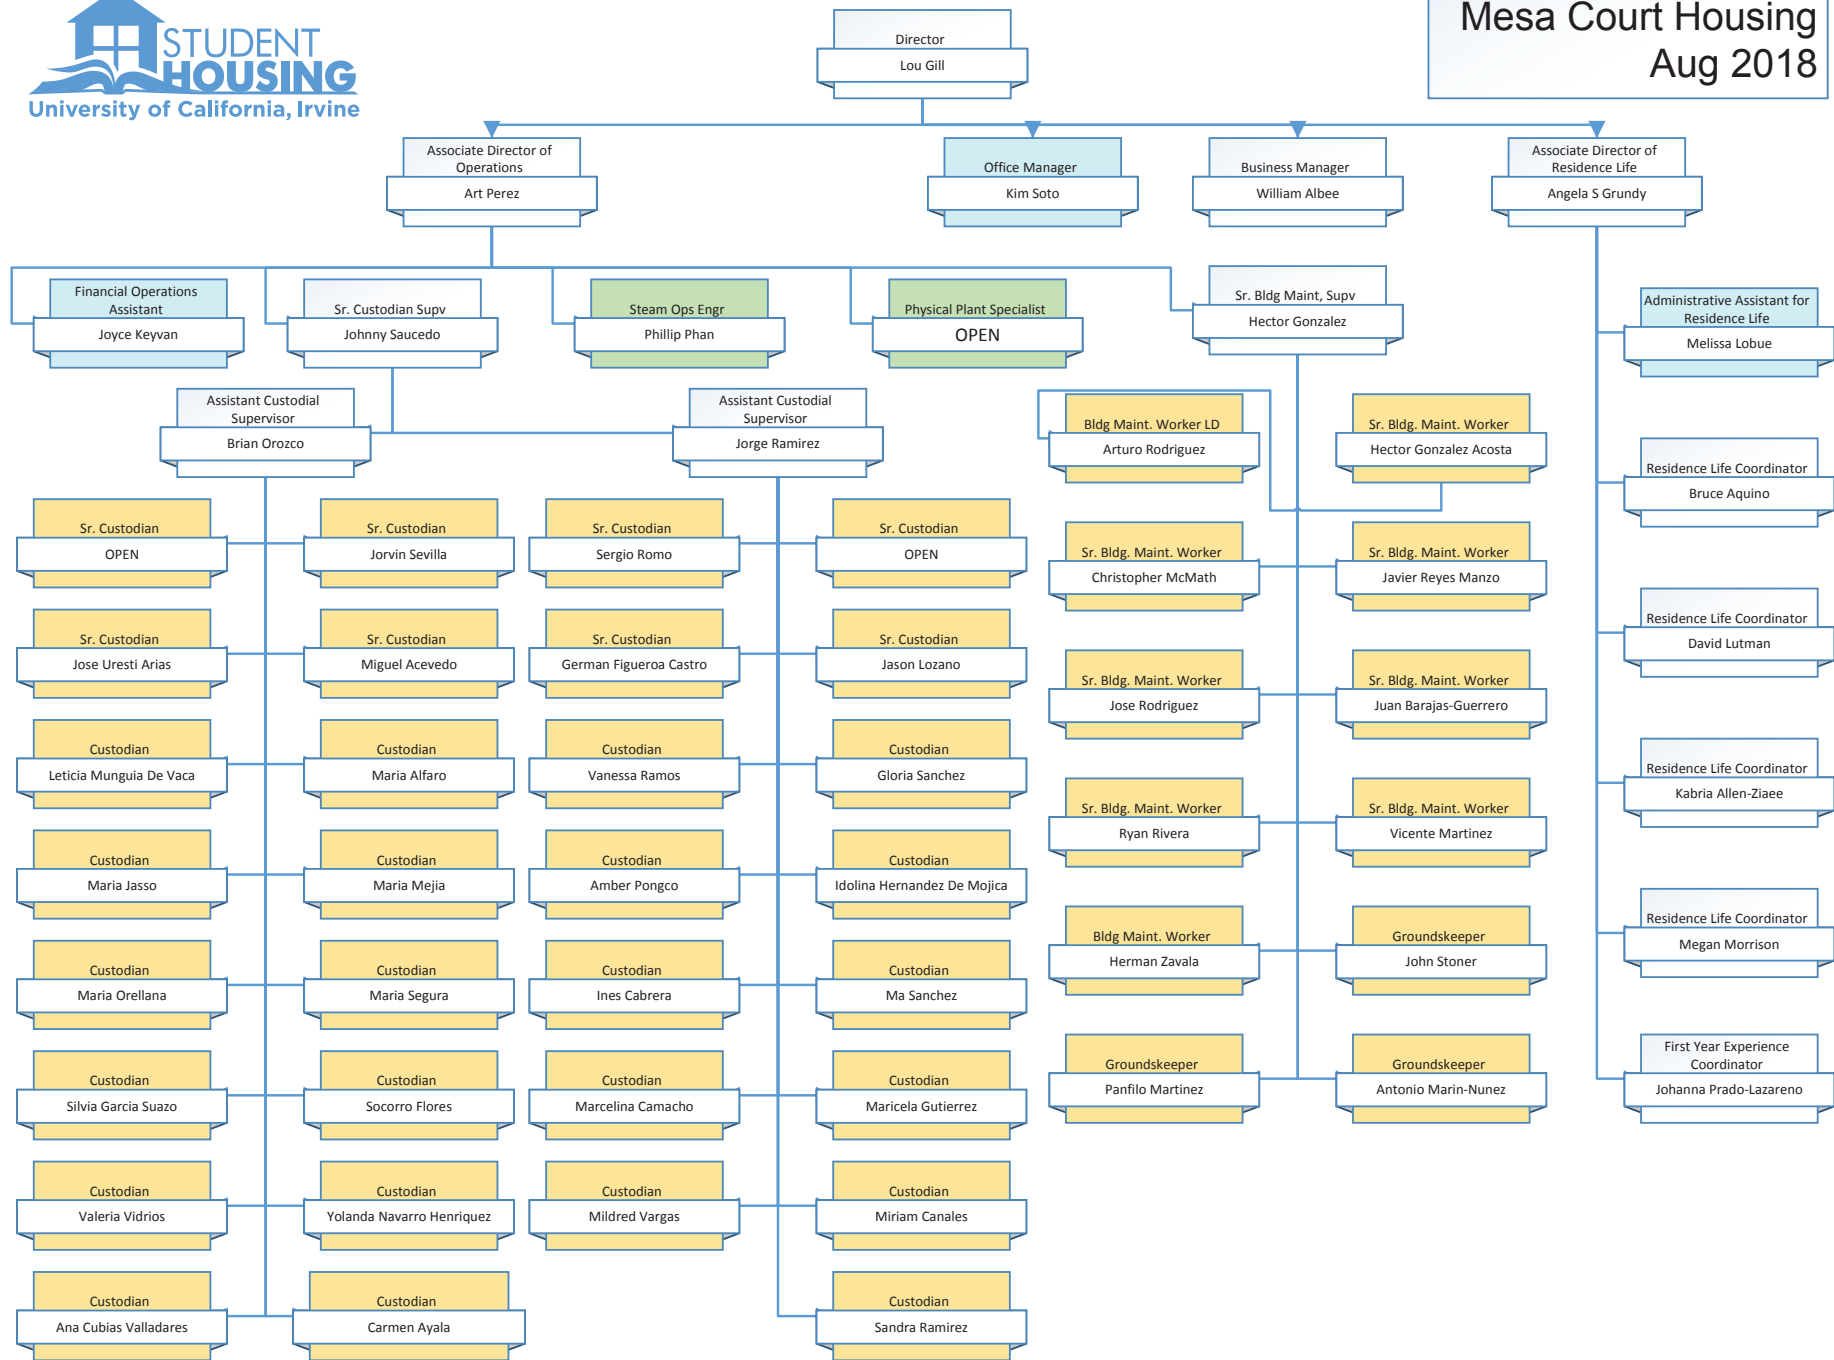 STUDENT
HOUSING
University of California, Irvine
Mesa Court Housing
Aug 2018
Director
Lou Gill
Associate Director of
Operations
Art Perez
Office Manager
Kim Soto
Business Manager
William Albee
Associate Director of
Residence Life
Angela S Grundy
Financial Operations
Assistant
Joyce Keyvan
Sr. Custodian Supv
Johnny Saucedo
Steam Ops Engr
Phillip Phan
Physical Plant Specialist
OPEN
Sr. Bldg Maint, Supv
Hector Gonzalez
Administrative Assistant for
Residence Life
Melissa Lobue
Assistant Custodial
Supervisor
Brian Orozco
Assistant Custodial
Supervisor
Jorge Ramirez
Bldg Maint. Worker LD
Arturo Rodriguez
Sr. Bldg. Maint. Worker
Hector Gonzalez Acosta
Residence Life Coordinator
Bruce Aquino
Sr. Custodian
OPEN
Sr. Custodian
Jorvin Sevilla
Sr. Custodian
Sergio Romo
Sr. Custodian
OPEN
Sr. Bldg. Maint. Worker
Christopher McMath
Sr. Bldg. Maint. Worker
Javier Reyes Manzo
Residence Life Coordinator
David Lutman
Sr. Custodian
Jose Uresti Arias
Sr. Custodian
Miguel Acevedo
Sr. Custodian
German Figueroa Castro
Sr. Custodian
Jason Lozano
Sr. Bldg. Maint. Worker
Jose Rodriguez
Sr. Bldg. Maint. Worker
Juan Barajas-Guerrero
Custodian
Leticia Munguia De Vaca
Custodian
Maria Alfaro
Custodian
Vanessa Ramos
Custodian
Gloria Sanchez
Residence Life Coordinator
Kabria Allen-Ziaee
Sr. Bldg. Maint. Worker
Ryan Rivera
Sr. Bldg. Maint. Worker
Vicente Martinez
Custodian
Maria Jasso
Custodian
Maria Mejia
Custodian
Amber Pongco
Custodian
Idolina Hernandez De Mojica
Bldg Maint. Worker
Herman Zavala
Groundskeeper
John Stoner
Residence Life Coordinator
Megan Morrison
Custodian
Maria Orellana
Custodian
Maria Segura
Custodian
Ines Cabrera
Custodian
Ma Sanchez
Groundskeeper
Panfilo Martinez
Groundskeeper
Antonio Marin-Nunez
First Year Experience
Coordinator
Johanna Prado-Lazareno
Custodian
Silvia Garcia Suazo
Custodian
Socorro Flores
Custodian
Marcelina Camacho
Custodian
Maricela Gutierrez
Custodian
Valeria Vidrios
Custodian
Yolanda Navarro Henriquez
Custodian
Mildred Vargas
Custodian
Miriam Canales
Custodian
Ana Cubias Valladares
Custodian
Carmen Ayala
Custodian
Sandra Ramirez